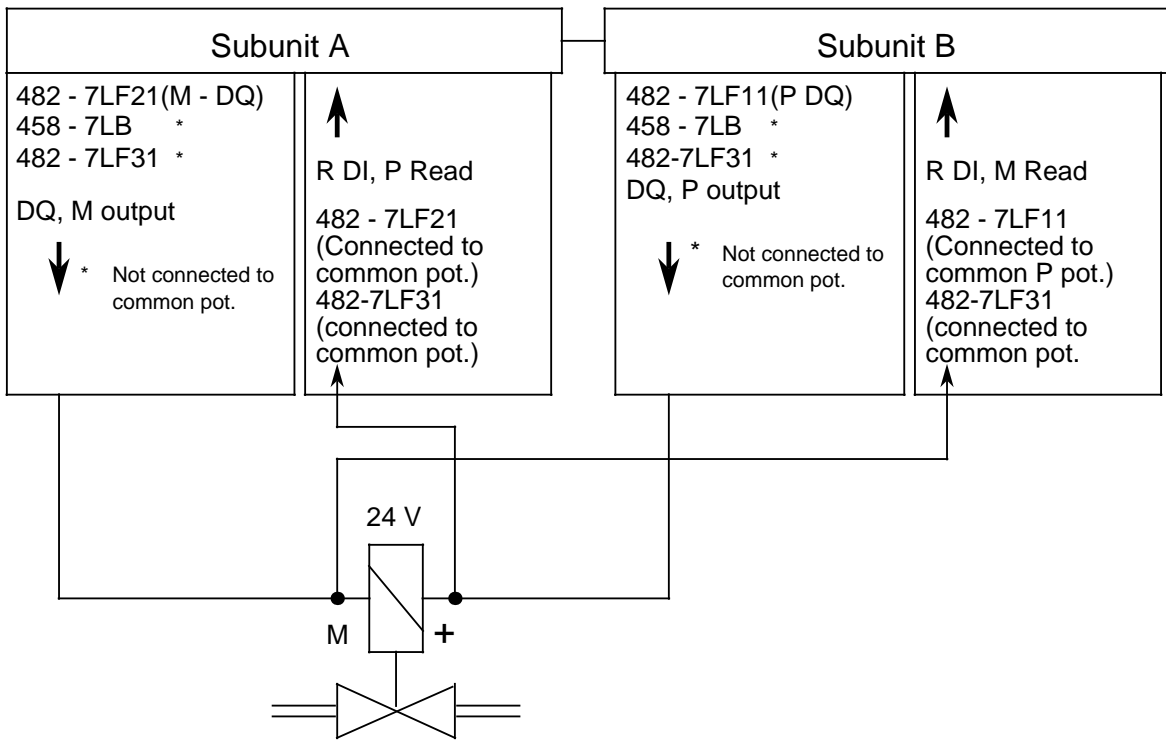 Subunit A
482 - 7LF21(M - DQ)
458 - 7LB *
482 - 7LF31 *
DQ, M output
* Not connected to
common pot.
R DI, P Read
482 - 7LF21
(Connected to
common pot.)
482-7LF31
(connected to
common pot.)
Subunit B
482 - 7LF11(P DQ)
458 - 7LB *
482-7LF31 *
DQ, P output
* Not connected to
common pot.
R DI, M Read
482 - 7LF11
(Connected to
common P pot.)
482-7LF31
(connected to
common pot.
24 V
M +